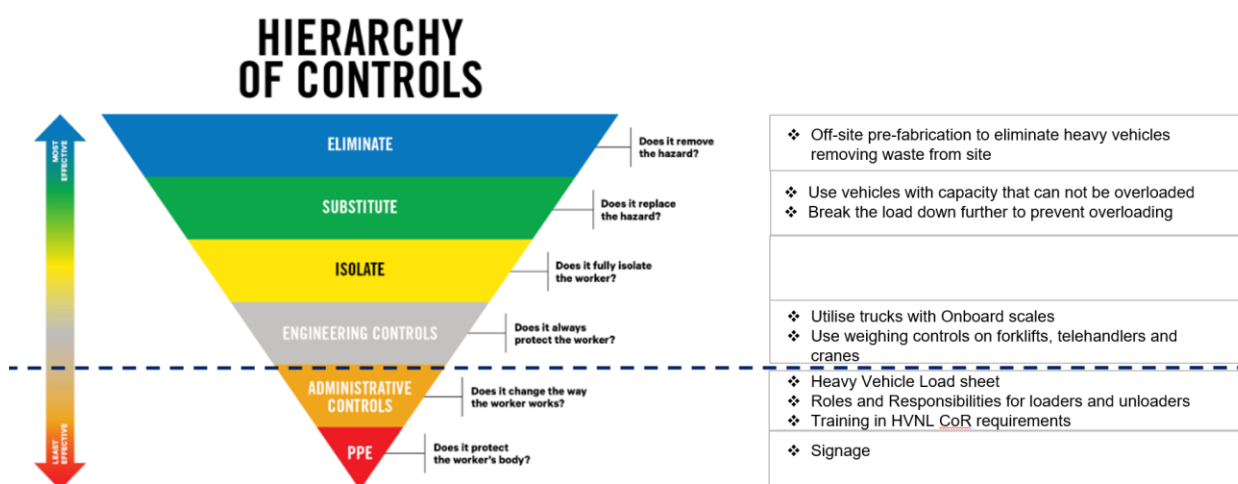 HIERARCHY
OF CONTROLS
MOST
EFFECTIVE
ELIMINATE
Does it remove
the hazard?
❖ Off-site pre-fabrication to eliminate heavy vehicles
removing waste from site
SUBSTITUTE
Does it replace
the hazard?
❖ Use vehicles with capacity that can not be overloaded
❖ Break the load down further to prevent overloading
ISOLATE
Does it fully isolate
the worker?
ENGINEERING CONTROLS
Does it always
protect the worker?
❖ Utilise trucks with Onboard scales
❖ Use weighing controls on forklifts, telehandlers and
cranes
ADMINISTRATIVE
CONTROLS
Does it change the way
the worker works?
❖ Heavy Vehicle Load sheet
❖ Roles and Responsibilities for loaders and unloaders
❖ Training in HVNL CoR requirements
LEAST
EFFECTIVE
PPE
Does it protect
the worker's body?
❖ Signage